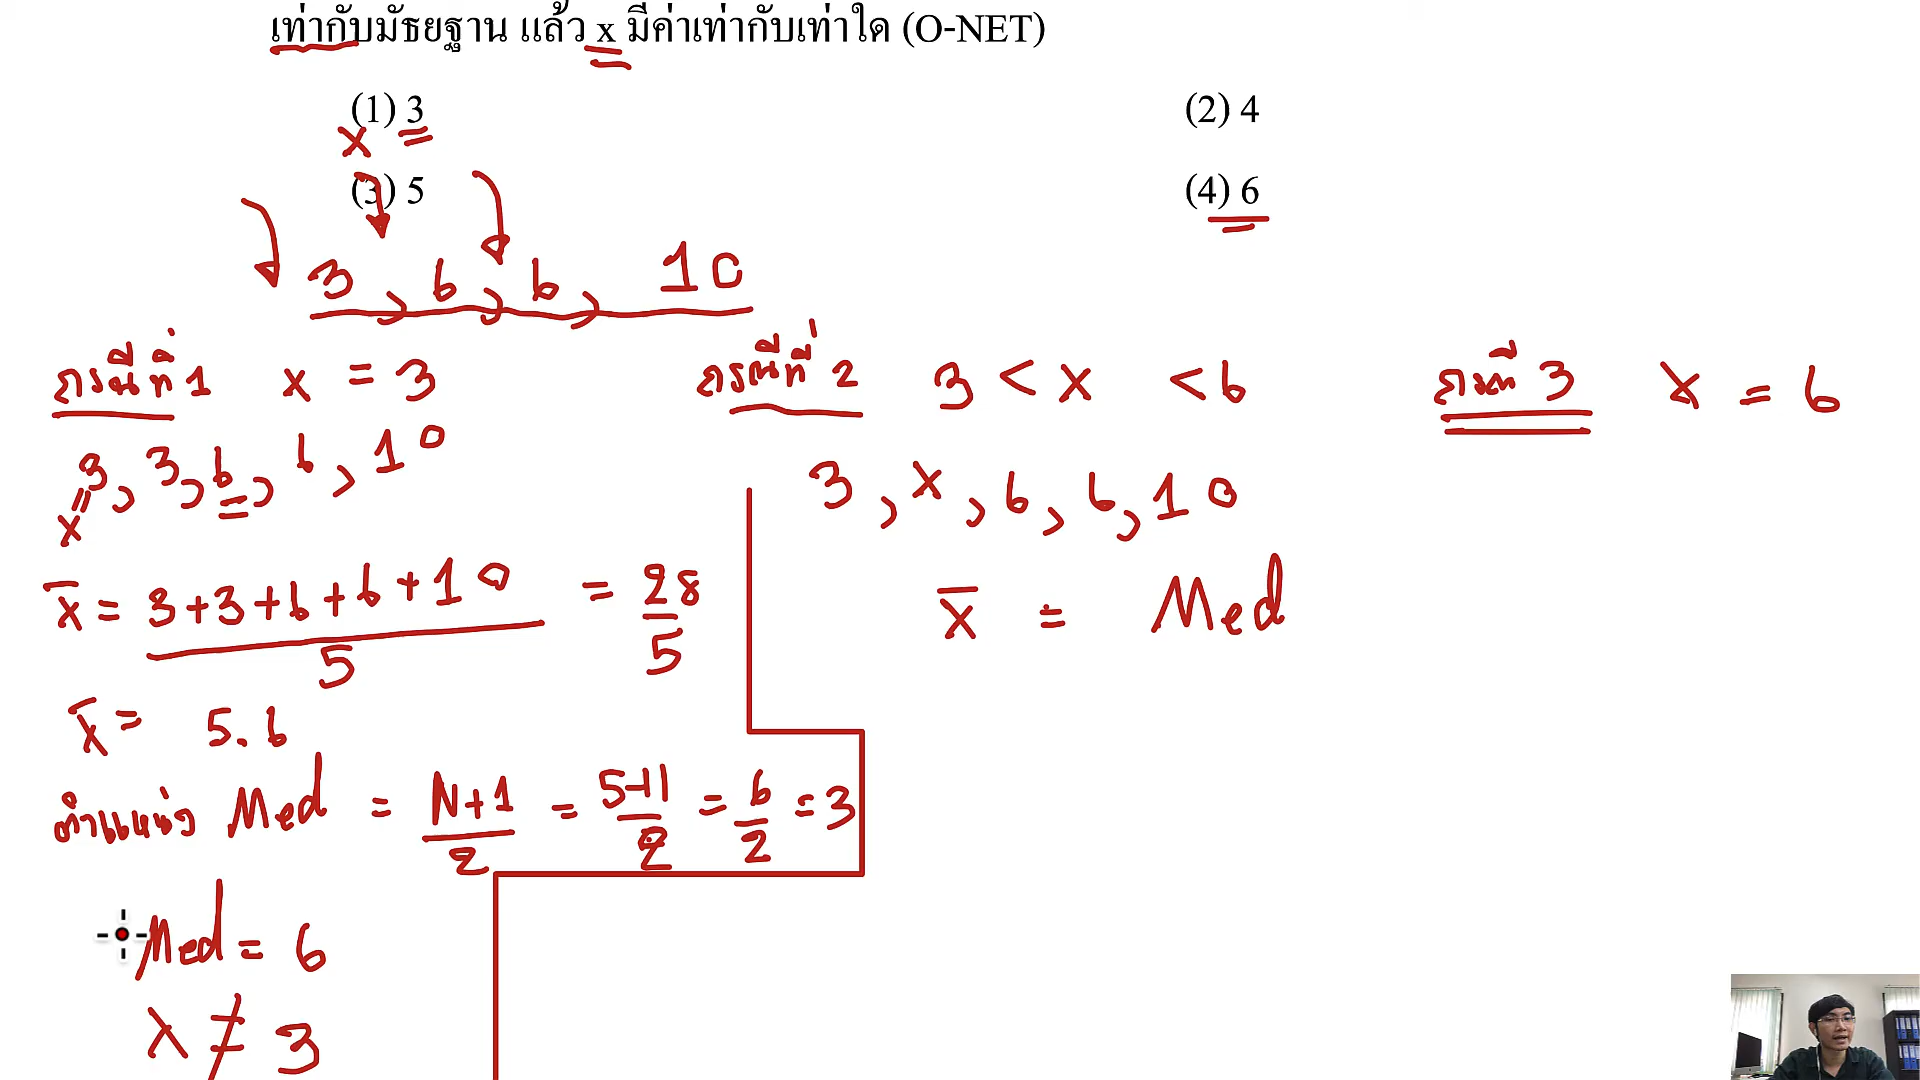 เท่ากับมัธยฐาน แล้ว x มีค่าเท่ากับเท่าใด (O-NET)
(1) 3
(2) 4
x
(3) 5
(4) 6
3 , 6 , 6 , 10
กรณีที่ 1 x = 3
x = 3, 3, 6, 6, 10
x̄ = (3+3+6+6+10)/5 = 28/5
x̄ = 5.6
ตำแหน่ง Med = (N+1)/2 = (5+1)/2 = 6/2 = 3
Med = 6
x ≠ 3
กรณีที่ 2 3 < x < 6
3 , x , 6 , 6 , 10
x̄ = Med
กรณี 3 x = 6